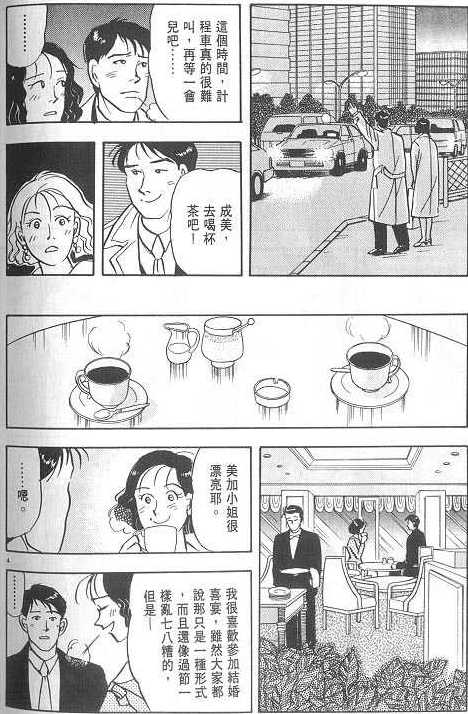 這個時間，計
程車真的很難
叫，再等一會
兒吧……
………
成美，
去喝杯
茶吧！
美加小姐很
漂亮耶。
……嗯。
我很喜歡參加結婚
喜宴，雖然大家都
說那只是一種形式
，而且還像過節一
樣亂七八糟的，
但是—
……
4